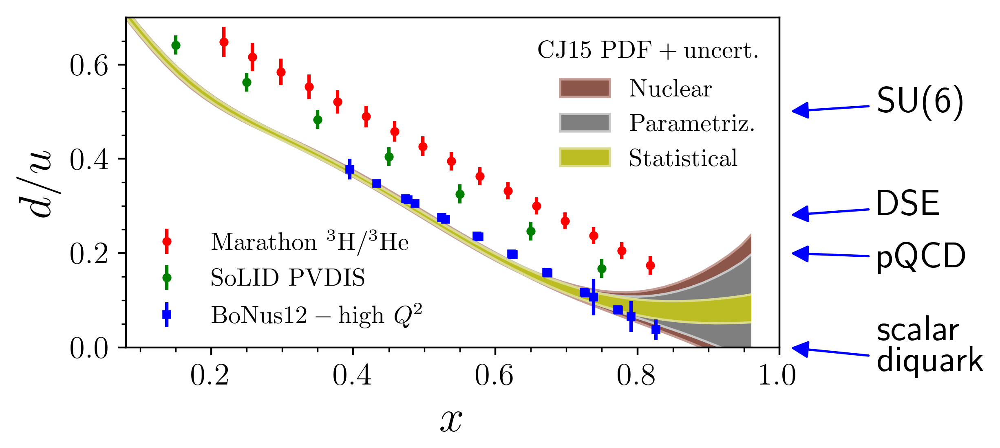 CJ15 PDF + uncert.
Nuclear
Parametriz.
Statistical
Marathon ³H/³He
SoLID PVDIS
BoNus12 − high Q²
d/u
0.6
0.4
0.2
0.0
0.2
0.4
0.6
0.8
1.0
x
SU(6)
DSE
pQCD
scalar
diquark